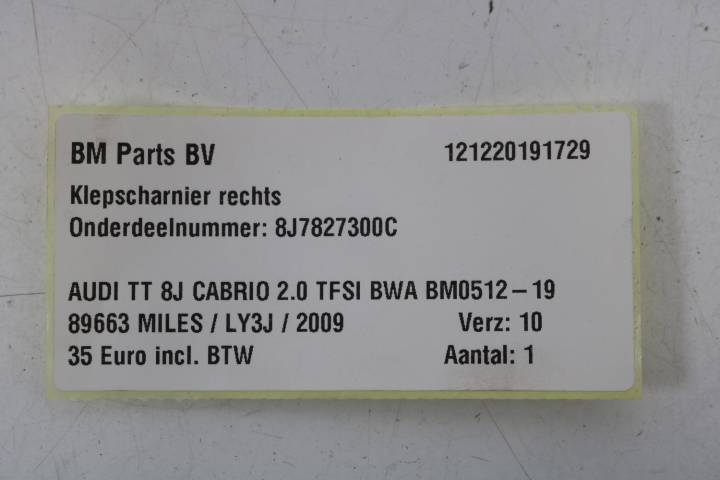 BM Parts BV 121220191729
Klepscharnier rechts
Onderdeelnummer: 8J7827300C
AUDI TT 8J CABRIO 2.0 TFSI BWA BM0512-19
89663 MILES / LY3J / 2009 Verz: 10
35 Euro incl. BTW Aantal: 1